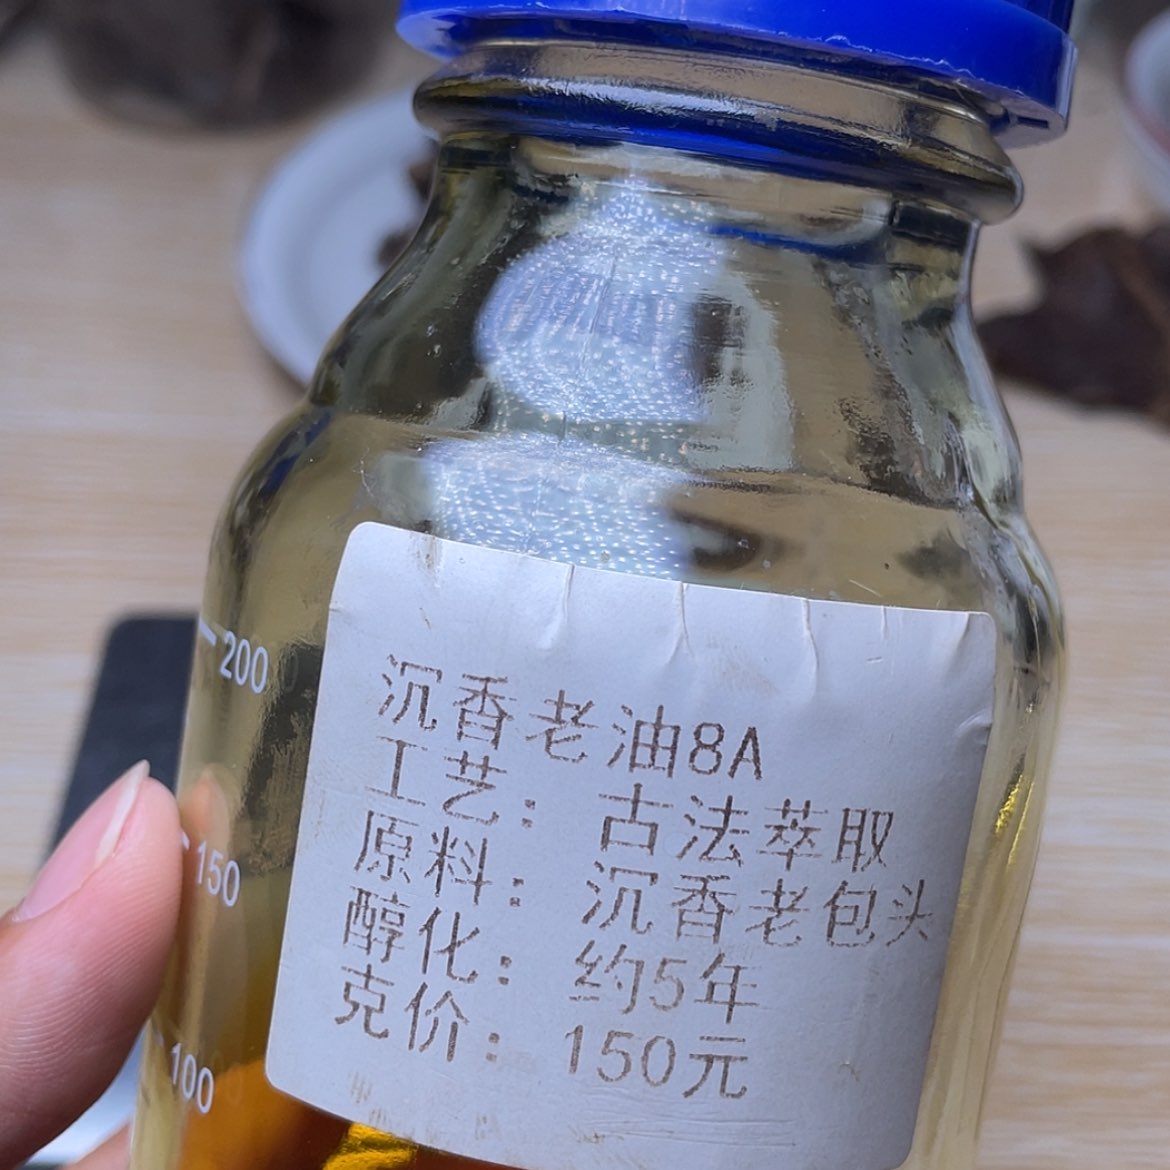 沉香老油8A
工艺：古法萃取
原料：沉香老包头
醇化：约5年
克价：150元
200
150
100